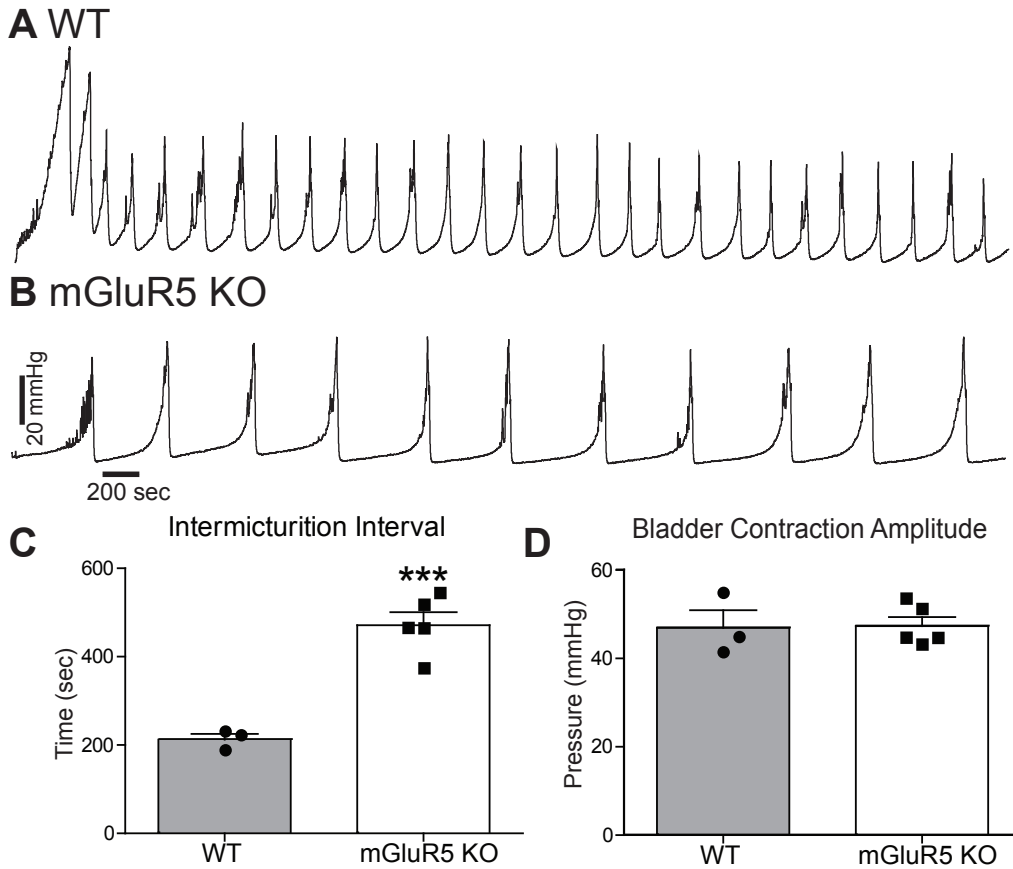 A WT
B mGluR5 KO
20 mmHg
200 sec
C
Intermicturition Interval
Time (sec)
600
400
200
0
***
WT
mGluR5 KO
D
Bladder Contraction Amplitude
Pressure (mmHg)
60
40
20
0
WT
mGluR5 KO